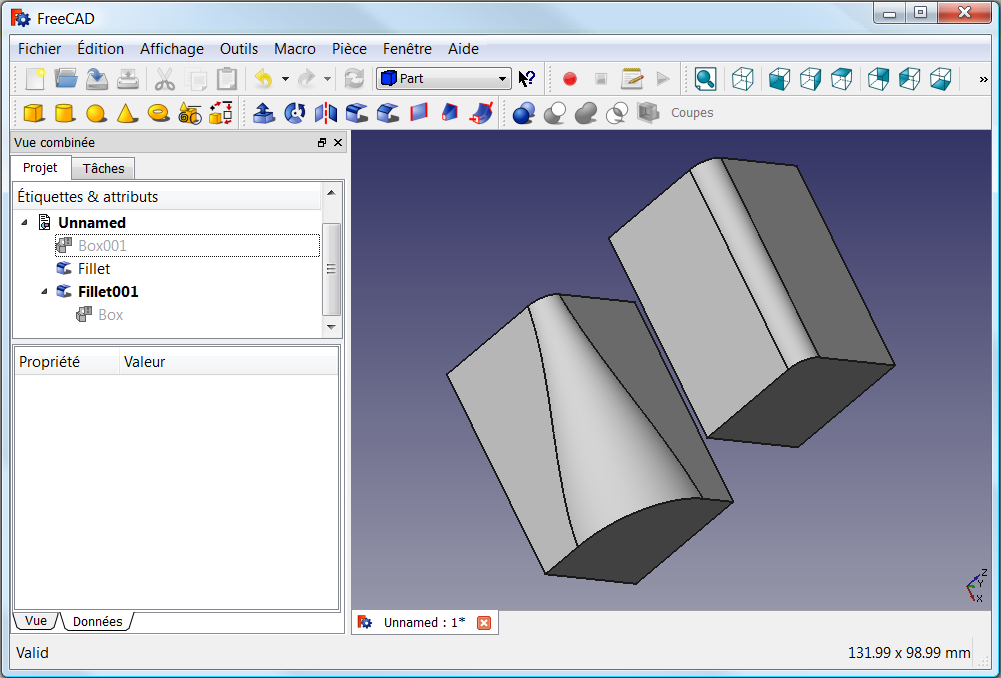 FreeCAD
Fichier Édition Affichage Outils Macro Pièce Fenêtre Aide
Part
»
Coupes
Vue combinée
Projet Tâches
Étiquettes & attributs
Unnamed
Box001
Fillet
Fillet001
Box
Propriété Valeur
Z
Y
X
Vue Données
Unnamed : 1*
Valid 131.99 x 98.99 mm